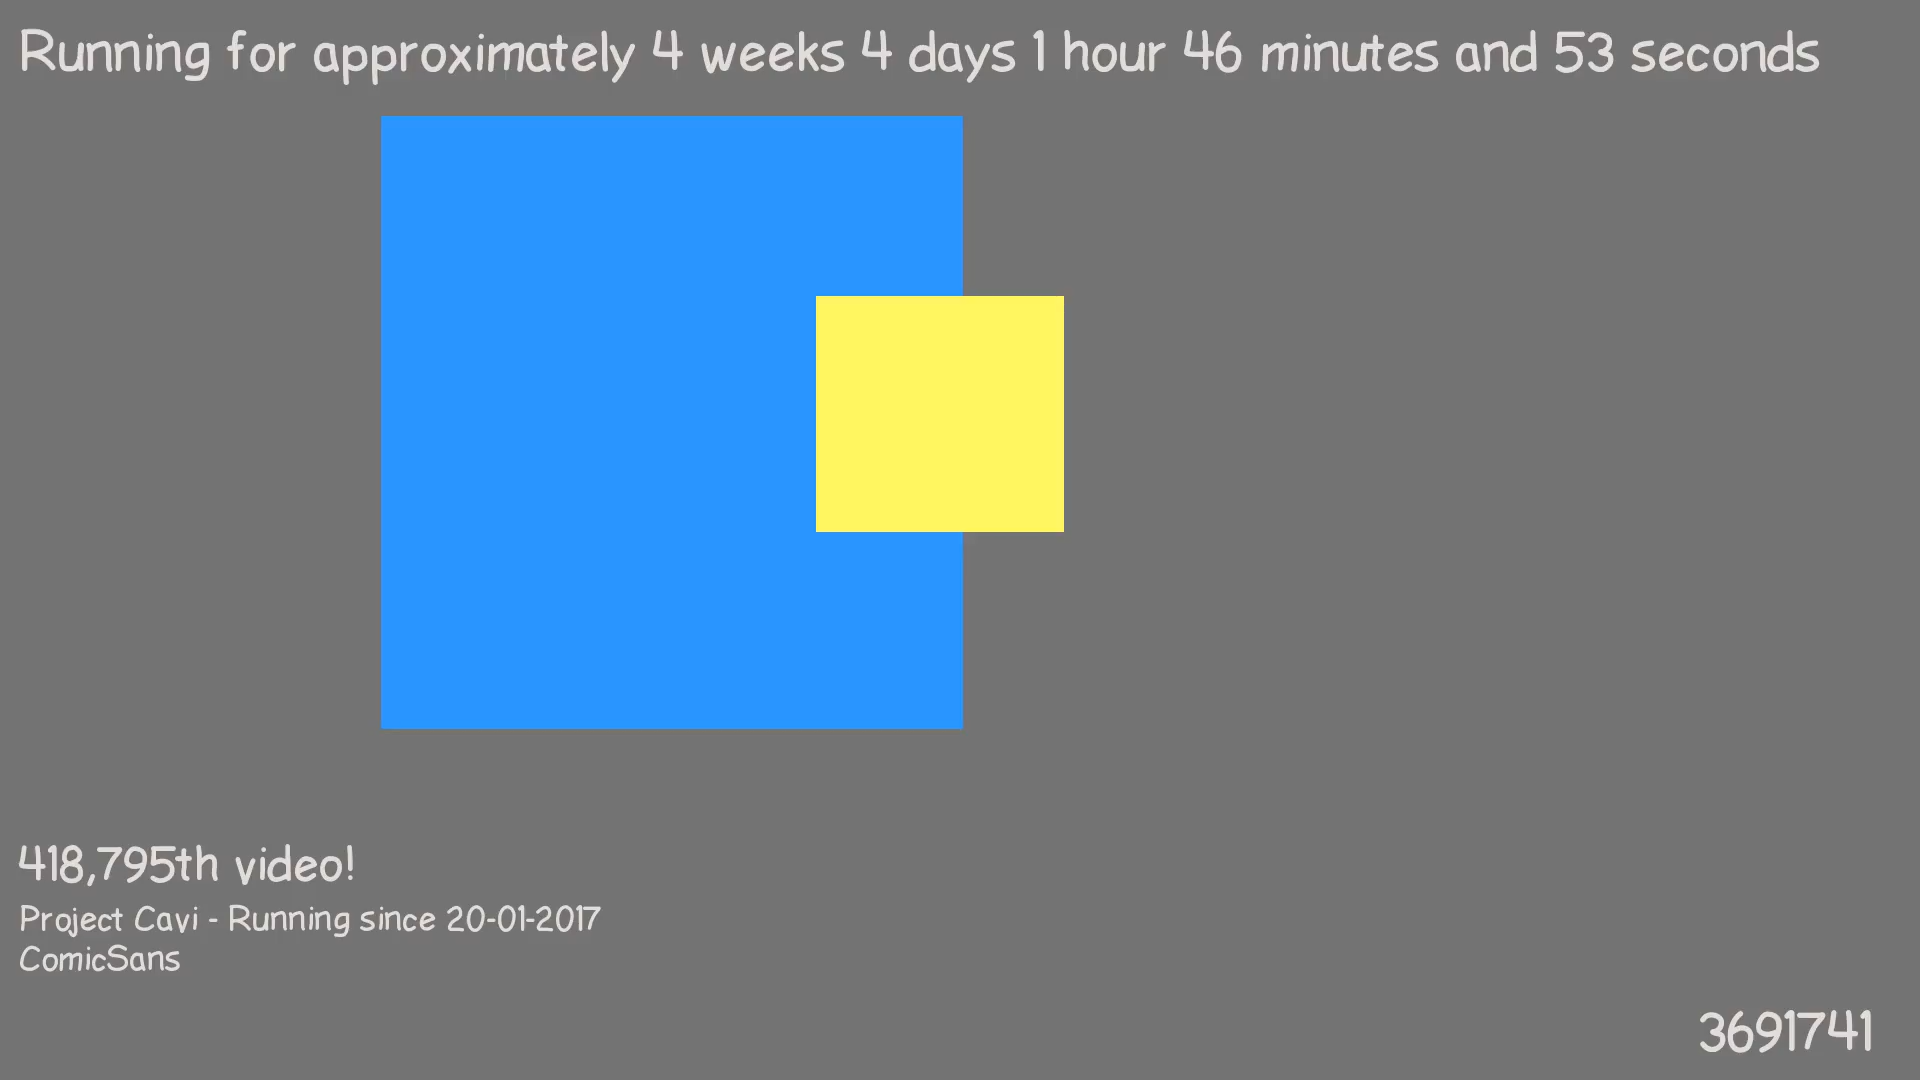 Running for approximately 4 weeks 4 days 1 hour 46 minutes and 53 seconds
418,795th video!
Project Cavi - Running since 20-01-2017
ComicSans
3691741